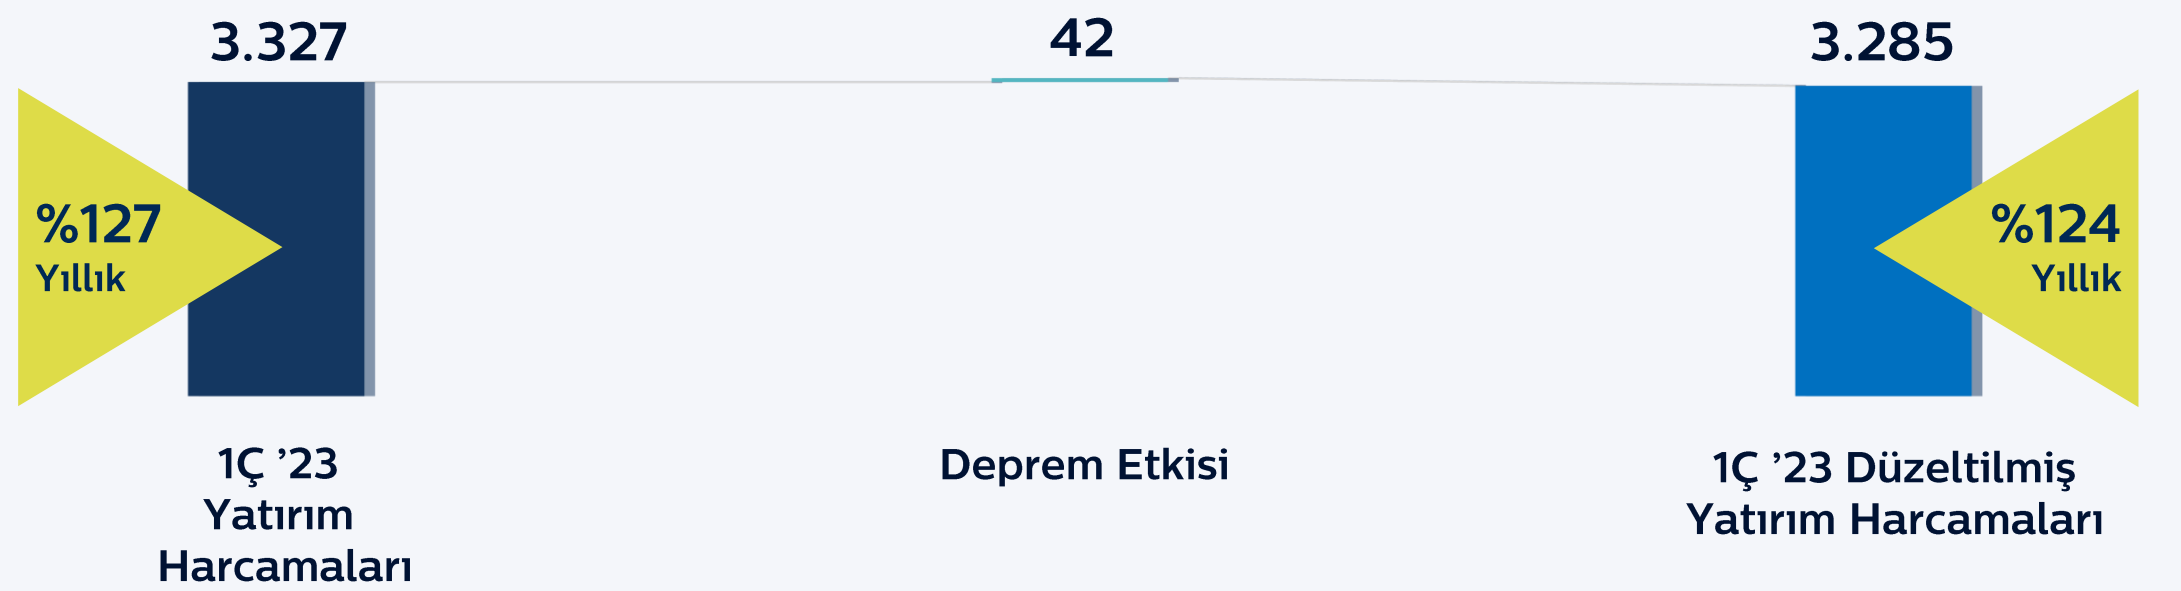 3.327
42
3.285
%127
Yıllık
%124
Yıllık
1Ç ’23
Yatırım
Harcamaları
Deprem Etkisi
1Ç ’23 Düzeltilmiş
Yatırım Harcamaları